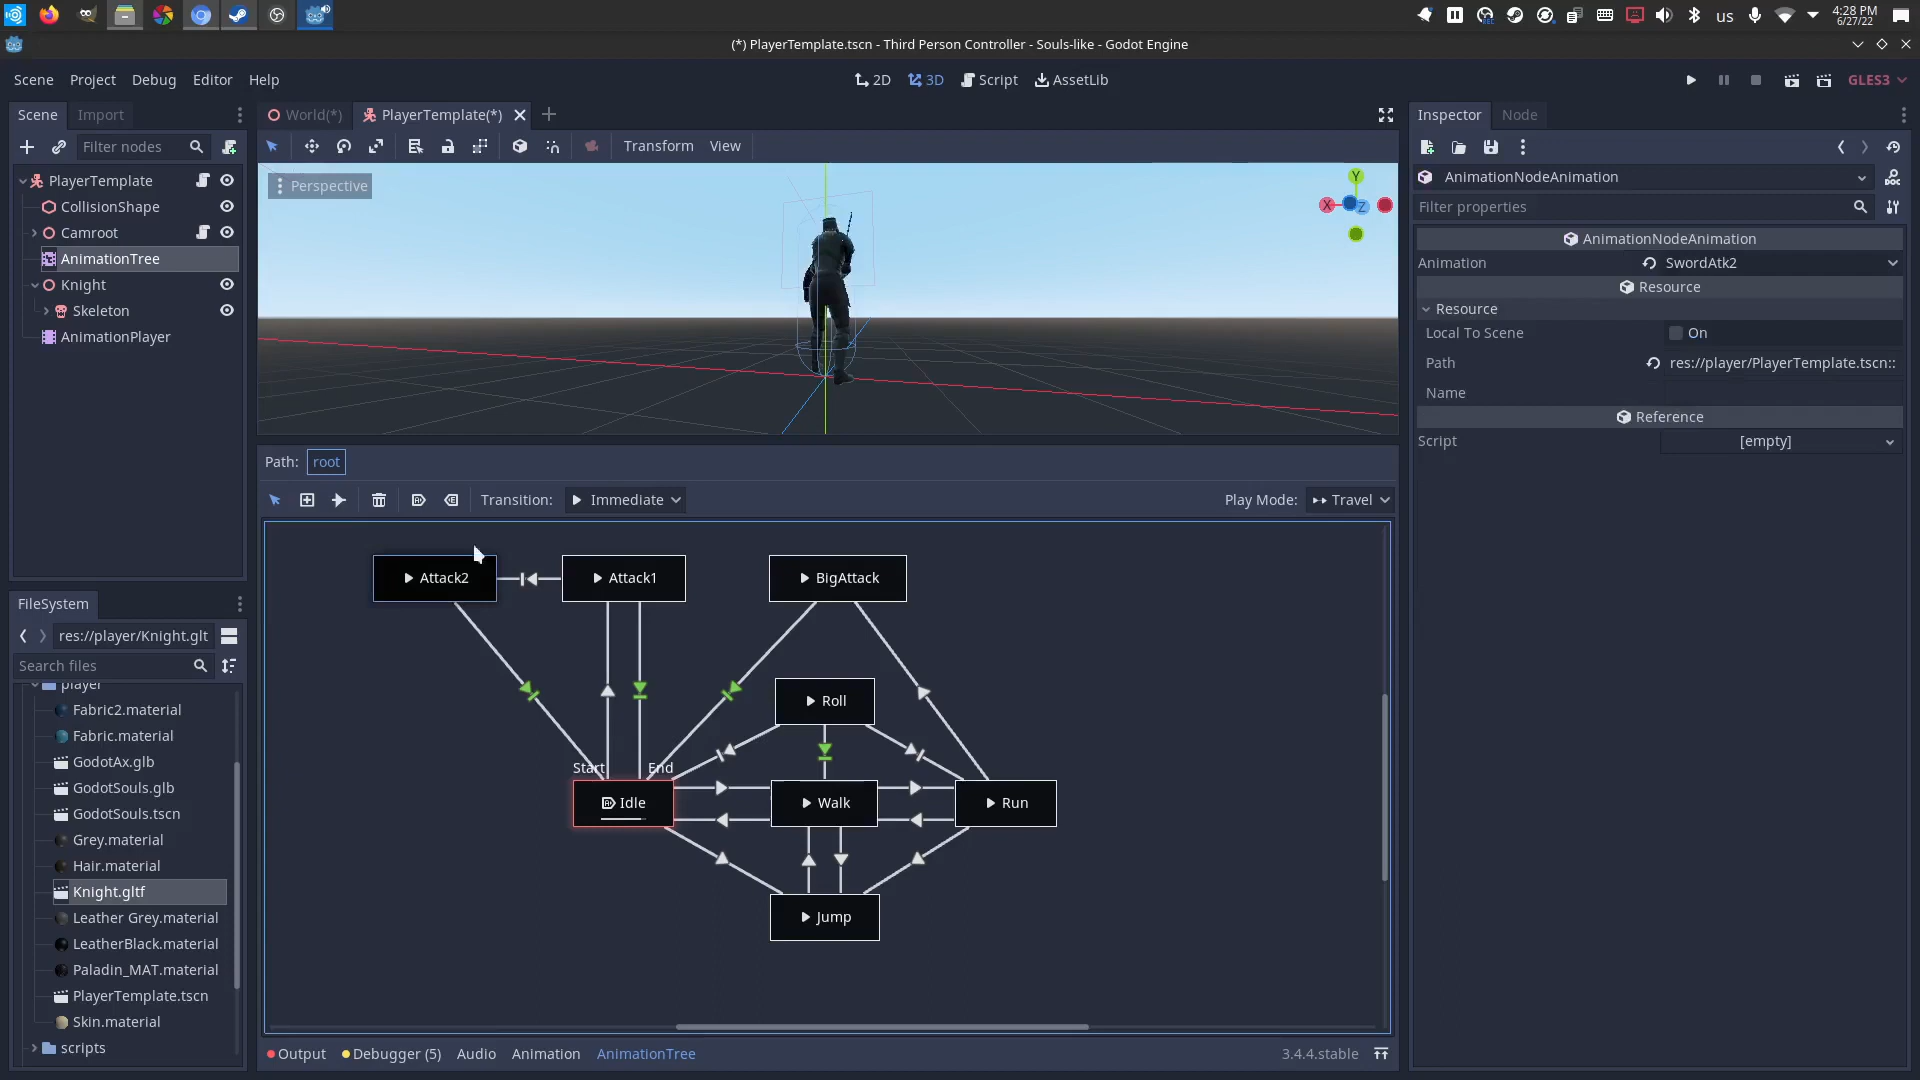 us
4:28 PM
6/27/22
(*) PlayerTemplate.tscn - Third Person Controller - Souls-like - Godot Engine
Scene Project Debug Editor Help
2D 3D Script AssetLib
GLES3
Scene Import
World(*) PlayerTemplate(*)
Inspector Node
Filter nodes
Transform View
PlayerTemplate
CollisionShape
Camroot
AnimationTree
Knight
Skeleton
AnimationPlayer
Perspective
Y
X
Z
AnimationNodeAnimation
Filter properties
AnimationNodeAnimation
Animation SwordAtk2
Resource
Resource
Local To Scene On
Path res://player/PlayerTemplate.tscn::
Name
Reference
Script [empty]
Path: root
Transition: Immediate
Play Mode: Travel
Attack2 Attack1 BigAttack
Roll
Start End
Idle Walk Run
Jump
FileSystem
res://player/Knight.glt
Search files
player
Fabric2.material
Fabric.material
GodotAx.glb
GodotSouls.glb
GodotSouls.tscn
Grey.material
Hair.material
Knight.gltf
Leather Grey.material
LeatherBlack.material
Paladin_MAT.material
PlayerTemplate.tscn
Skin.material
scripts
Output Debugger (5) Audio Animation AnimationTree
3.4.4.stable